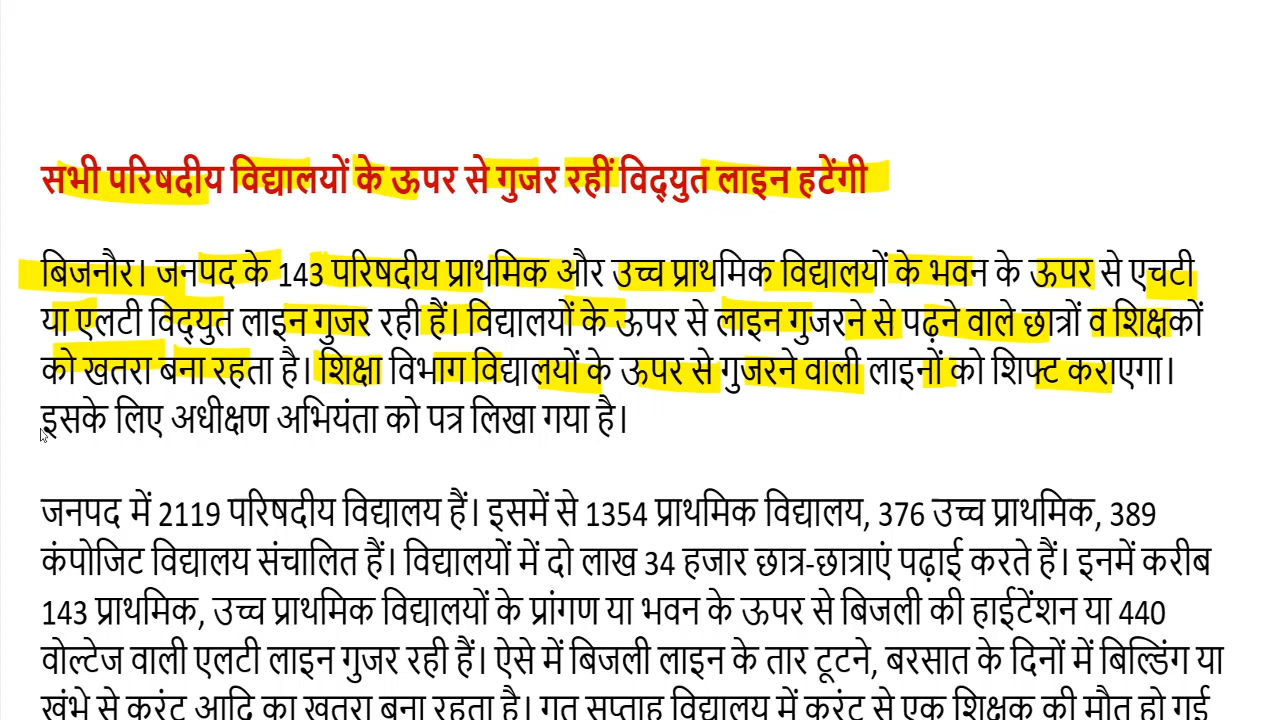 सभी परिषदीय विद्यालयों के ऊपर से गुजर रहीं विद्युत लाइन हटेंगी
बिजनौर। जनपद के 143 परिषदीय प्राथमिक और उच्च प्राथमिक विद्यालयों के भवन के ऊपर से एचटी
या एलटी विद्युत लाइन गुजर रही हैं। विद्यालयों के ऊपर से लाइन गुजरने से पढ़ने वाले छात्रों व शिक्षकों
को खतरा बना रहता है। शिक्षा विभाग विद्यालयों के ऊपर से गुजरने वाली लाइनों को शिफ्ट कराएगा।
इसके लिए अधीक्षण अभियंता को पत्र लिखा गया है।
जनपद में 2119 परिषदीय विद्यालय हैं। इसमें से 1354 प्राथमिक विद्यालय, 376 उच्च प्राथमिक, 389
कंपोजिट विद्यालय संचालित हैं। विद्यालयों में दो लाख 34 हजार छात्र-छात्राएं पढ़ाई करते हैं। इनमें करीब
143 प्राथमिक, उच्च प्राथमिक विद्यालयों के प्रांगण या भवन के ऊपर से बिजली की हाईटेंशन या 440
वोल्टेज वाली एलटी लाइन गुजर रही हैं। ऐसे में बिजली लाइन के तार टूटने, बरसात के दिनों में बिल्डिंग या
खंभे से करंट आदि का खतरा बना रहता है। गत सप्ताह विद्यालय में करंट से एक शिक्षक की मौत हो गई